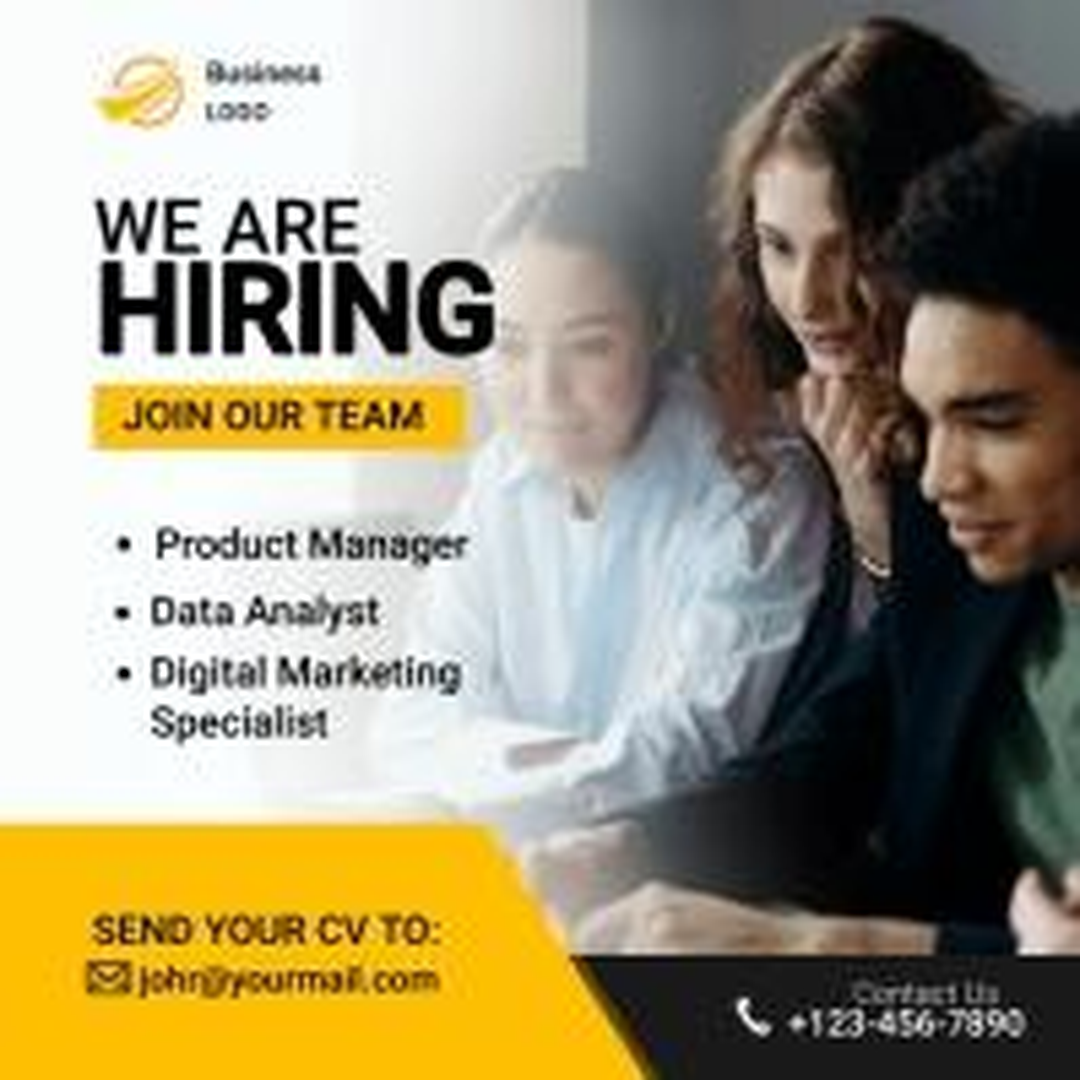 Business
LOGO
WE ARE
HIRING
JOIN OUR TEAM
• Product Manager
• Data Analyst
• Digital Marketing
Specialist
SEND YOUR CV TO:
john@yourmail.com
Contact Us
+123-456-7890